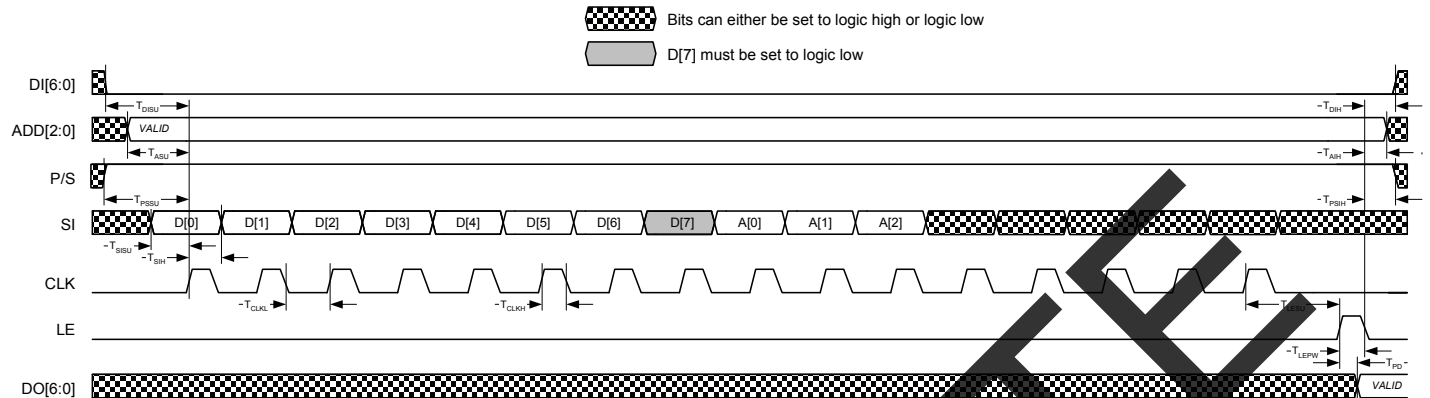 Bits can either be set to logic high or logic low
D[7] must be set to logic low
DI[6:0]
T_DISU
T_DIH
ADD[2:0]
VALID
T_ASU
T_AIH
P/S
T_PSSU
T_PSIH
SI
D[0] D[1] D[2] D[3] D[4] D[5] D[6] D[7] A[0] A[1] A[2]
T_SISU
T_SIH
CLK
T_CLKL
T_CLKH
T_LESU
LE
T_LEPW
T_PD
DO[6:0]
VALID